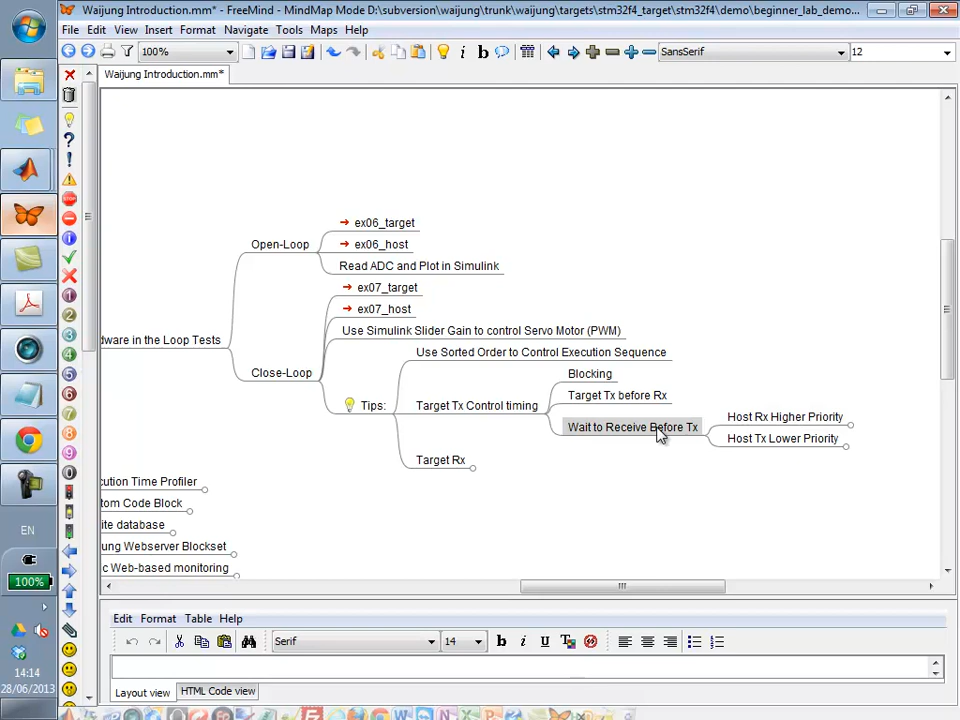 Waijung Introduction.mm* - FreeMind - MindMap Mode D:\subversion\waijung\trunk\waijung\targets\stm32f4_target\stm32f4\demo\beginner_lab_demo...
File Edit View Insert Format Navigate Tools Maps Help
100% SansSerif 12
Waijung Introduction.mm*
ex06_target
Open-Loop
ex06_host
Read ADC and Plot in Simulink
ex07_target
ex07_host
Use Simulink Slider Gain to control Servo Motor (PWM)
dware in the Loop Tests
Use Sorted Order to Control Execution Sequence
Close-Loop
Blocking
Target Tx before Rx
Tips:
Target Tx Control timing
Host Rx Higher Priority
Wait to Receive Before Tx
Host Tx Lower Priority
Target Rx
cution Time Profiler
tom Code Block
ite database
ung Webserver Blockset
c Web-based monitoring
EN
100%
14:14
28/06/2013
Edit Format Table Help
Serif 14
Layout view HTML Code view